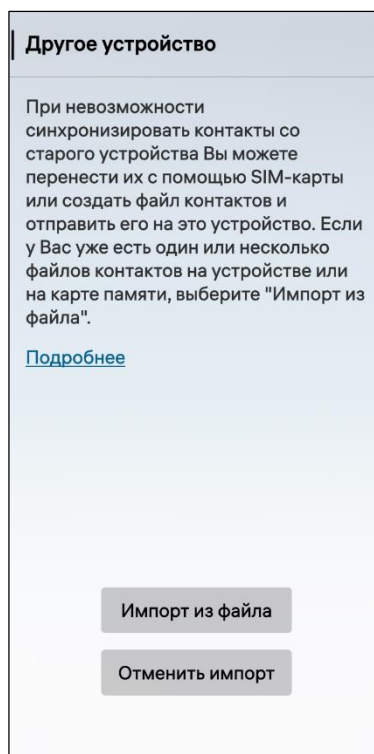 Другое устройство
При невозможности
синхронизировать контакты со
старого устройства Вы можете
перенести их с помощью SIM-карты
или создать файл контактов и
отправить его на это устройство. Если
у Вас уже есть один или несколько
файлов контактов на устройстве или
на карте памяти, выберите "Импорт из
файла".
Подробнее
Импорт из файла
Отменить импорт